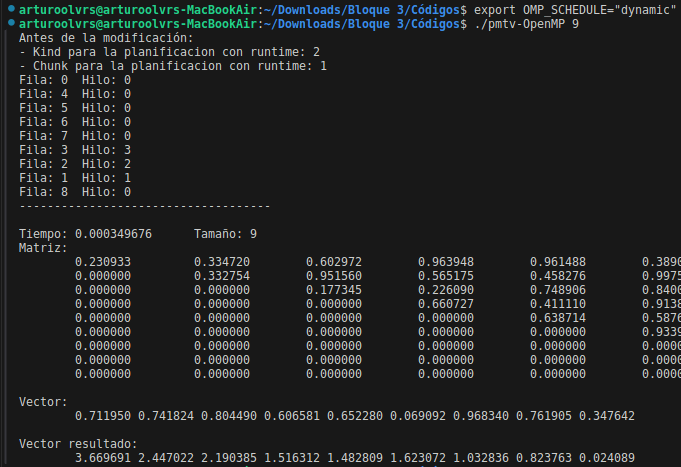 arturoolvrs@arturoolvrs-MacBookAir:~/Downloads/Bloque 3/Códigos$ export OMP_SCHEDULE="dynamic"
arturoolvrs@arturoolvrs-MacBookAir:~/Downloads/Bloque 3/Códigos$ ./pmtv-OpenMP 9
Antes de la modificación:
- Kind para la planificacion con runtime: 2
- Chunk para la planificacion con runtime: 1
Fila: 0  Hilo: 0
Fila: 4  Hilo: 0
Fila: 5  Hilo: 0
Fila: 6  Hilo: 0
Fila: 7  Hilo: 0
Fila: 3  Hilo: 3
Fila: 2  Hilo: 2
Fila: 1  Hilo: 1
Fila: 8  Hilo: 0
------------------------------------
Tiempo: 0.000349676      Tamaño: 9
Matriz:
0.230933 0.334720 0.602972 0.963948 0.961488 0.3890
0.000000 0.332754 0.951560 0.565175 0.458276 0.9975
0.000000 0.000000 0.177345 0.226090 0.748906 0.8400
0.000000 0.000000 0.000000 0.660727 0.411110 0.9138
0.000000 0.000000 0.000000 0.000000 0.638714 0.5876
0.000000 0.000000 0.000000 0.000000 0.000000 0.9339
0.000000 0.000000 0.000000 0.000000 0.000000 0.0000
0.000000 0.000000 0.000000 0.000000 0.000000 0.0000
0.000000 0.000000 0.000000 0.000000 0.000000 0.0000
Vector:
0.711950 0.741824 0.804490 0.606581 0.652280 0.069092 0.968340 0.761905 0.347642
Vector resultado:
3.669691 2.447022 2.190385 1.516312 1.482809 1.623072 1.032836 0.823763 0.024089